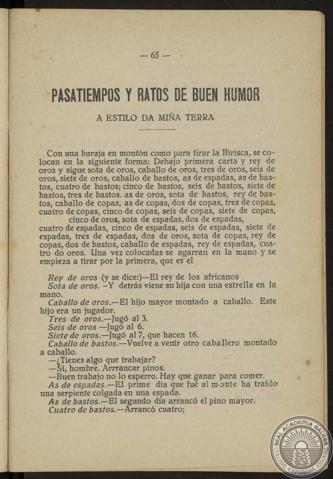 — 65 —
PASATIEMPOS Y RATOS DE BUEN HUMOR
A ESTILO DA MIÑA TERRA
Con una baraja en montón como para tirar la Birisca, se co-
locan en la siguiente forma: Debajo primera carta y rey de
oros y sigue sota de oros, caballo de oros, tres de oros, seis de
oros, siete de oros, caballo de bastos, as de espadas, as de bas-
tos, cuatro de bastos; cinco de bastos, seis de bastos, siete de
bastos, tres de bastos. as de oros, sota de bastos, rey de bas-
tos, caballo de copas, as de copas, dos de copas, tres de copas,
cuatro de copas, cinco de copas, seis de copas, siete de copas,
cinco de oros, sota de espadas, dos de espadas,
cuatro de espadas, cinco de espadas, seis de espadas, siete de
espadas, tres de espadas, dos de oros, sota de copas, rey de
copas, dos de bastos, caballo de espadas, rey de espadas, cua-
tro do oros. Una vez colocadas se agarran en la mano y se
empieza a tirar por la primera, que es el
Rey de oros (y se dice:)—El rey de los africanos
Sota de oros. –Y detrás viene su hija con una estrella en la
mano.
Caballo de oros.—El hijo mayor montado a caballo. Este
hijo era un jugador.
Tres de oros.—Jugó al 3.
Seis de oros —Jugó al 6.
Siete de oros—Jugó al 7, que hacen 16.
Caballo de bastos.—Vuelve a venir otro caballero montado
a caballo.
—¿Tienes algo que trabajar?
—Si, hombre. Arrrancar pinos.
—Buen trabajo no lo esperro. Hay que ganar para comer.
As de espadas.—El prime día que fué al monte ha traído
una serpiente colgada en una espada.
As de bastos.—El segundo día arrancó el pino mayor.
Cuatro de bastos.—Arrancó cuatro;
REAL ACADEMIA GALLEGA